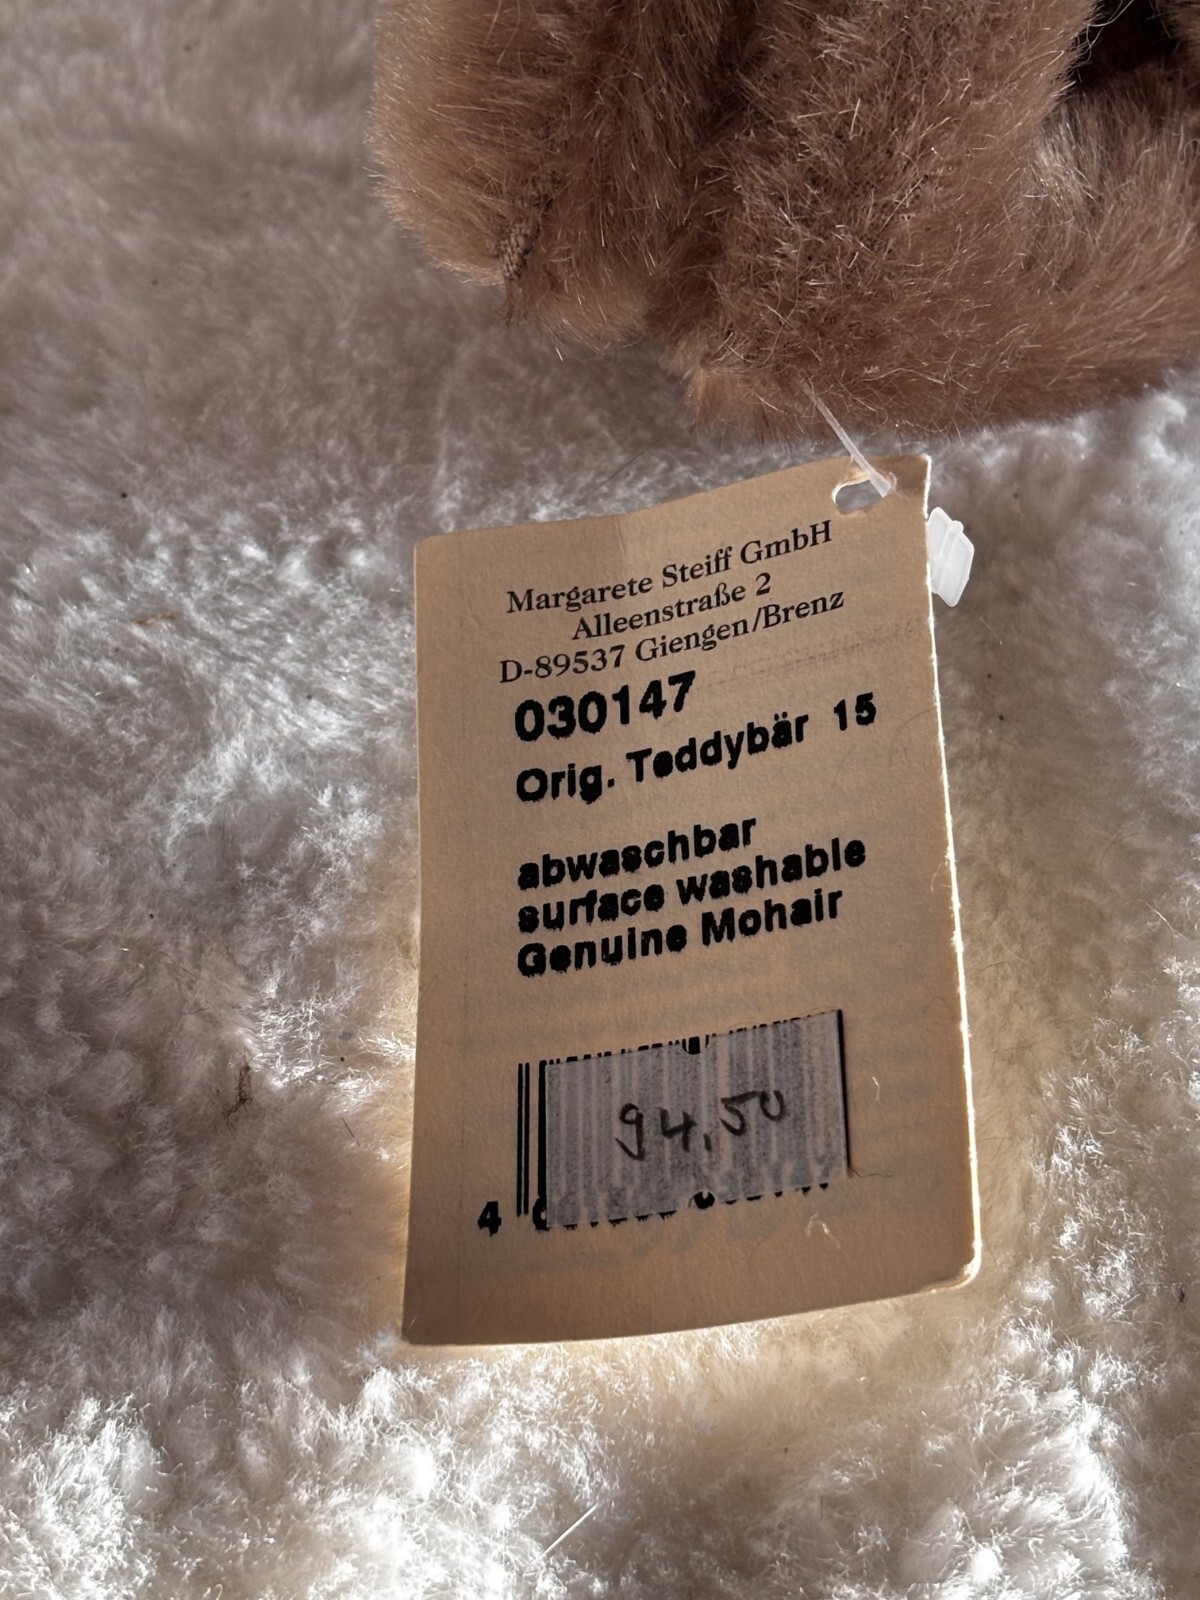 Margarete Steiff GmbH
Alleenstraße 2
D-89537 Giengen/Brenz
030147
Orig. Teddybär 15
abwaschbar
surface washable
Genuine Mohair
94,50
4